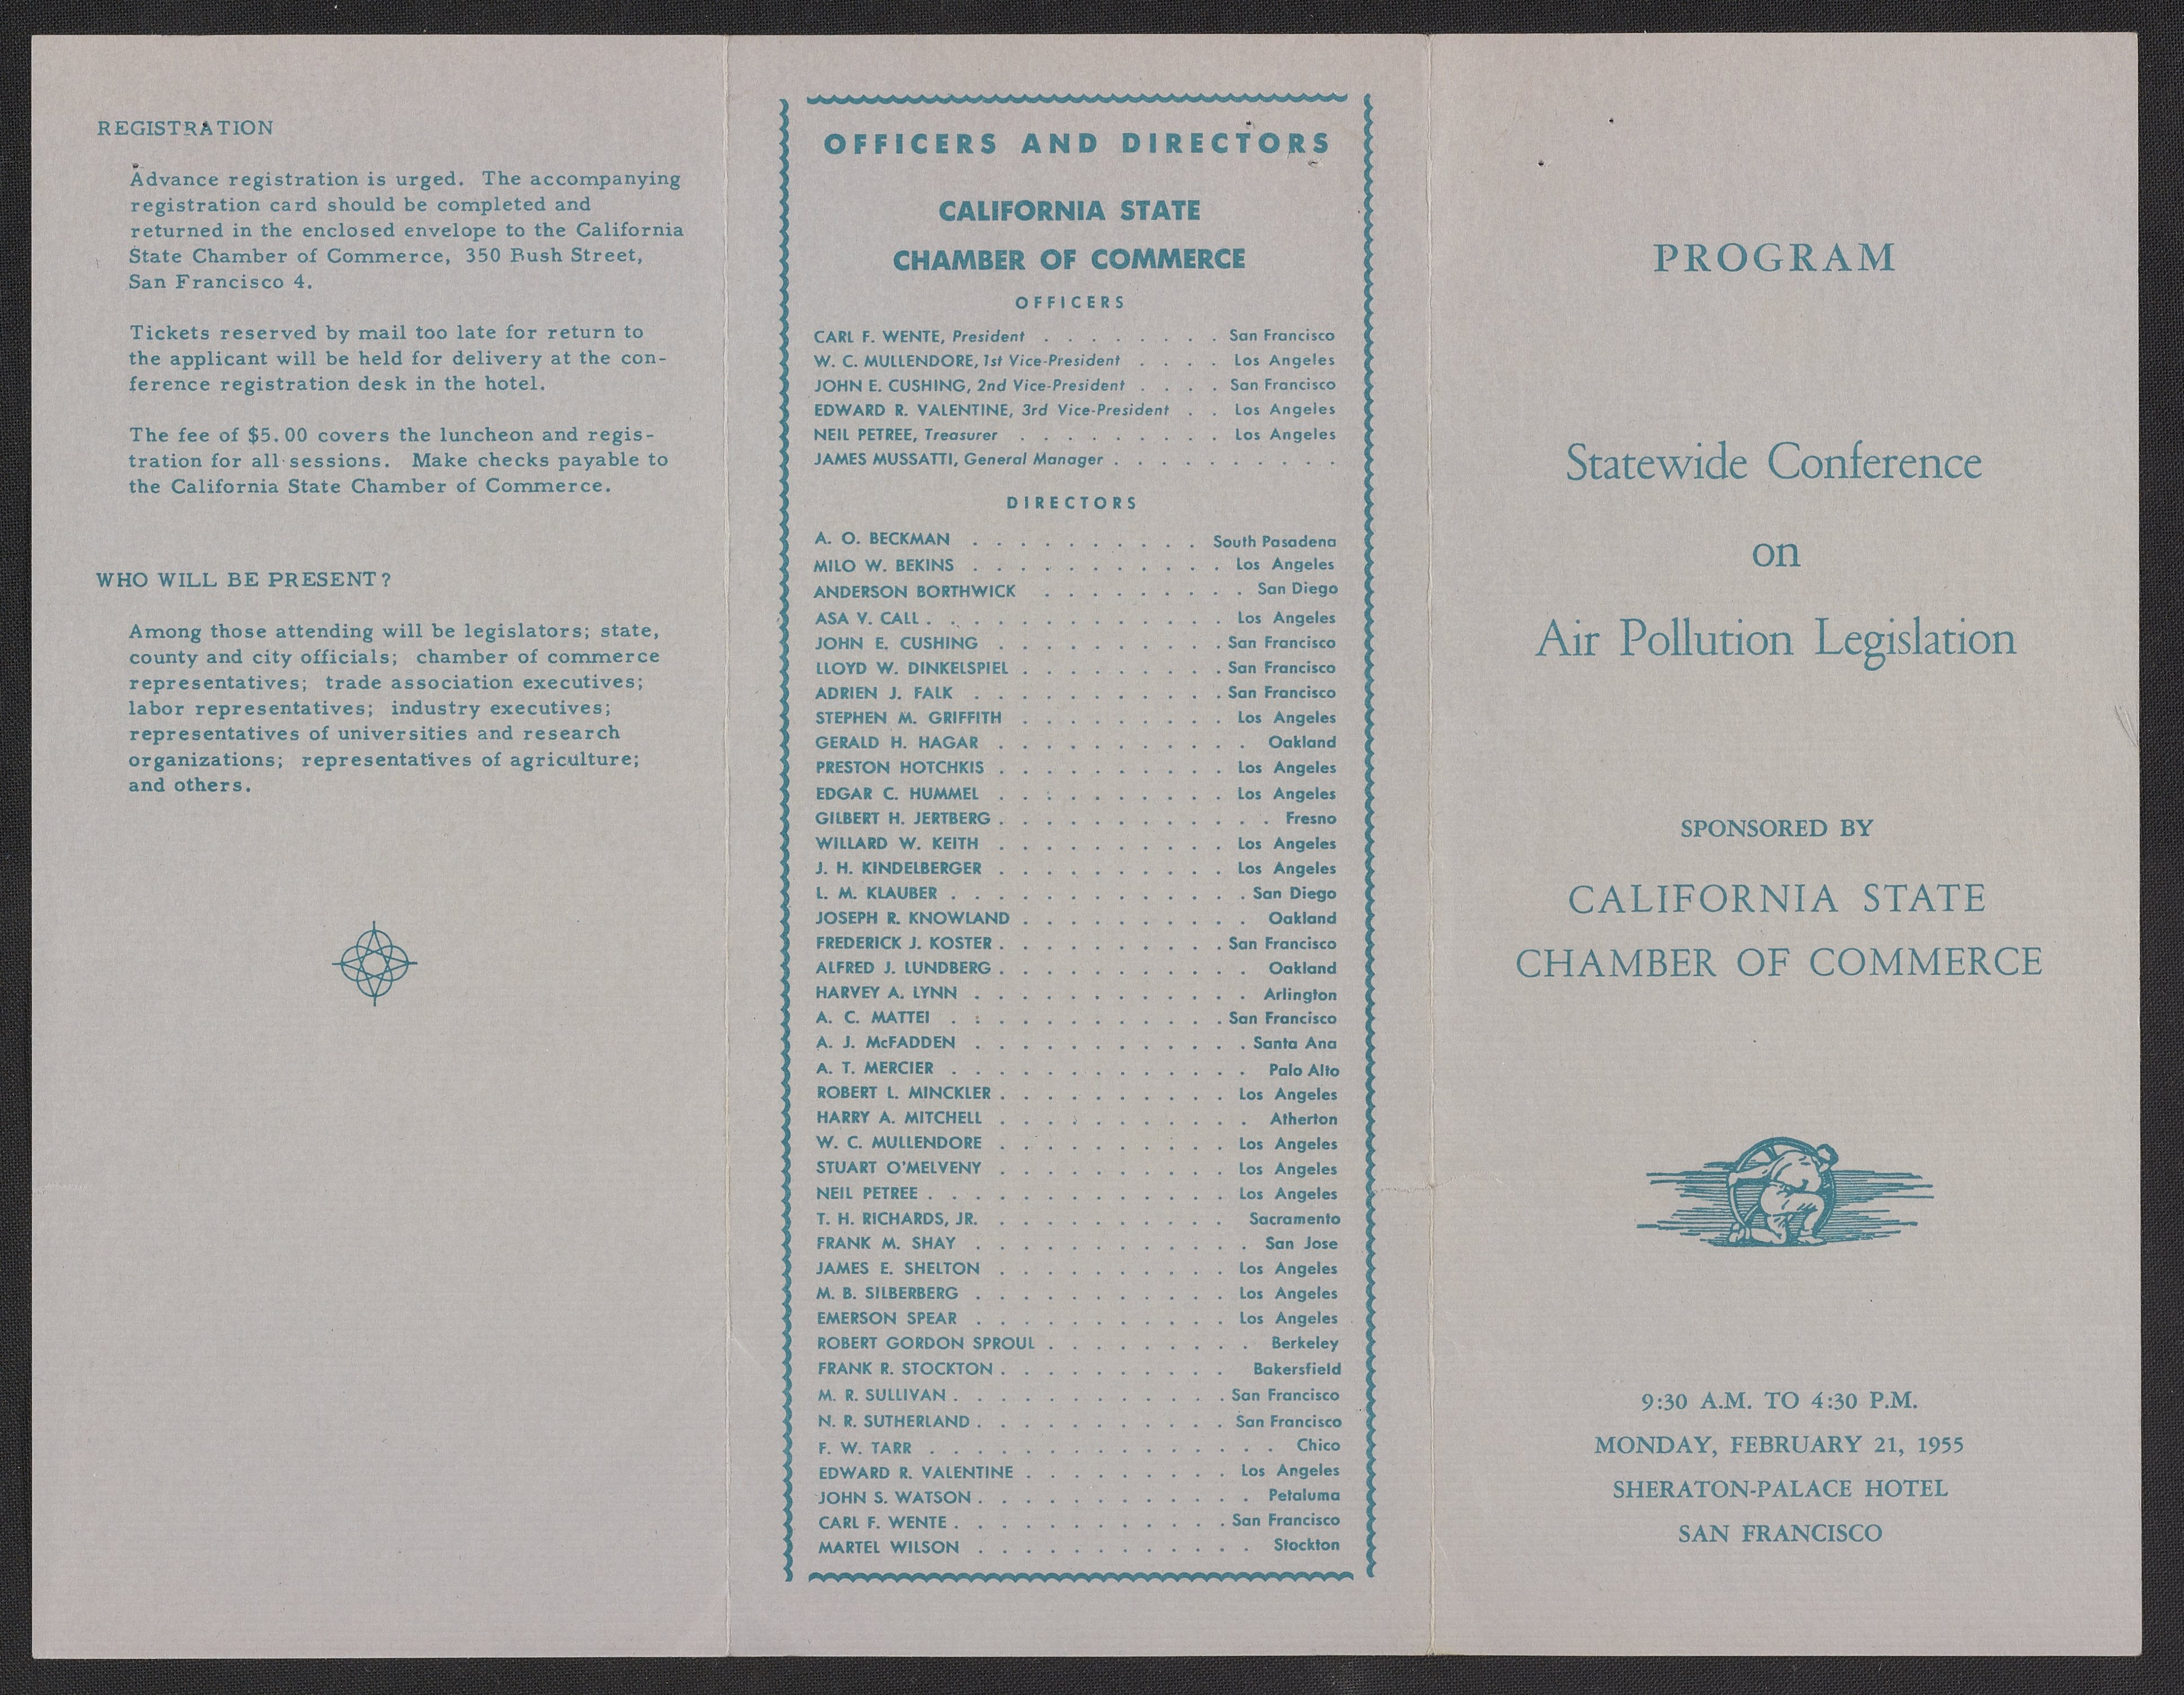 REGISTRATION
Advance registration is urged. The accompanying
registration card should be completed and
returned in the enclosed envelope to the California
State Chamber of Commerce, 350 Bush Street,
San Francisco 4.
Tickets reserved by mail too late for return to
the applicant will be held for delivery at the con-
ference registration desk in the hotel.
The fee of $5.00 covers the luncheon and regis-
tration for all sessions. Make checks payable to
the California State Chamber of Commerce.
WHO WILL BE PRESENT?
Among those attending will be legislators; state,
county and city officials; chamber of commerce
representatives; trade association executives;
labor representatives; industry executives;
representatives of universities and research
organizations; representatives of agriculture;
and others.
OFFICERS AND DIRECTORS
CALIFORNIA STATE
CHAMBER OF COMMERCE
OFFICERS
CARL F. WENTE, President . . . . . . . . San Francisco
W. C. MULLENDORE, 1st Vice-President . . . . Los Angeles
JOHN E. CUSHING, 2nd Vice-President . . . . San Francisco
EDWARD R. VALENTINE, 3rd Vice-President . . Los Angeles
NEIL PETREE, Treasurer . . . . . . . . . Los Angeles
JAMES MUSSATTI, General Manager . . . . . . . . . .
DIRECTORS
A. O. BECKMAN . . . . . . . . . . South Pasadena
MILO W. BEKINS . . . . . . . . . . . Los Angeles
ANDERSON BORTHWICK . . . . . . . . . San Diego
ASA V. CALL . . . . . . . . . . . . . Los Angeles
JOHN E. CUSHING . . . . . . . . . . San Francisco
LLOYD W. DINKELSPIEL . . . . . . . . . San Francisco
ADRIEN J. FALK . . . . . . . . . . . San Francisco
STEPHEN M. GRIFFITH . . . . . . . . . Los Angeles
GERALD H. HAGAR . . . . . . . . . . . Oakland
PRESTON HOTCHKIS . . . . . . . . . . Los Angeles
EDGAR C. HUMMEL . . . . . . . . . . Los Angeles
GILBERT H. JERTBERG . . . . . . . . . . . . Fresno
WILLARD W. KEITH . . . . . . . . . . Los Angeles
J. H. KINDELBERGER . . . . . . . . . . Los Angeles
L. M. KLAUBER . . . . . . . . . . . . . San Diego
JOSEPH R. KNOWLAND . . . . . . . . . . Oakland
FREDERICK J. KOSTER . . . . . . . . . . San Francisco
ALFRED J. LUNDBERG . . . . . . . . . . . Oakland
HARVEY A. LYNN . . . . . . . . . . . . Arlington
A. C. MATTEI . . . . . . . . . . . . San Francisco
A. J. McFADDEN . . . . . . . . . . . . Santa Ana
A. T. MERCIER . . . . . . . . . . . . . Palo Alto
ROBERT L. MINCKLER . . . . . . . . . . Los Angeles
HARRY A. MITCHELL . . . . . . . . . . . Atherton
W. C. MULLENDORE . . . . . . . . . . Los Angeles
STUART O'MELVENY . . . . . . . . . . Los Angeles
NEIL PETREE . . . . . . . . . . . . . Los Angeles
T. H. RICHARDS, JR. . . . . . . . . . . Sacramento
FRANK M. SHAY . . . . . . . . . . . . San Jose
JAMES E. SHELTON . . . . . . . . . . Los Angeles
M. B. SILBERBERG . . . . . . . . . . . Los Angeles
EMERSON SPEAR . . . . . . . . . . . Los Angeles
ROBERT GORDON SPROUL . . . . . . . . . Berkeley
FRANK R. STOCKTON . . . . . . . . . . Bakersfield
M. R. SULLIVAN . . . . . . . . . . . . San Francisco
N. R. SUTHERLAND . . . . . . . . . . . San Francisco
F. W. TARR . . . . . . . . . . . . . . . Chico
EDWARD R. VALENTINE . . . . . . . . . Los Angeles
JOHN S. WATSON . . . . . . . . . . . . Petaluma
CARL F. WENTE . . . . . . . . . . . . San Francisco
MARTEL WILSON . . . . . . . . . . . . Stockton
PROGRAM
Statewide Conference
on
Air Pollution Legislation
SPONSORED BY
CALIFORNIA STATE
CHAMBER OF COMMERCE
9:30 A.M. TO 4:30 P.M.
MONDAY, FEBRUARY 21, 1955
SHERATON-PALACE HOTEL
SAN FRANCISCO